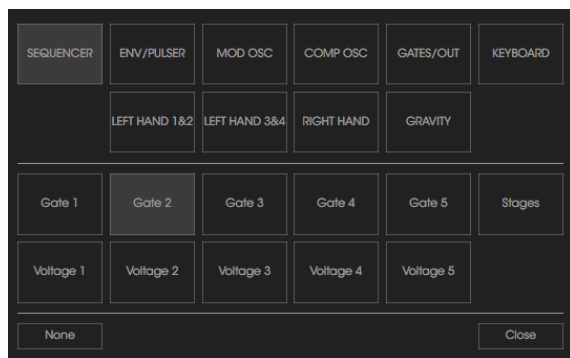 SEQUENCER ENV/PULSER MOD OSC COMP OSC GATES/OUT KEYBOARD
LEFT HAND 1&2 LEFT HAND 3&4 RIGHT HAND GRAVITY
Gate 1 Gate 2 Gate 3 Gate 4 Gate 5 Stages
Voltage 1 Voltage 2 Voltage 3 Voltage 4 Voltage 5
None Close